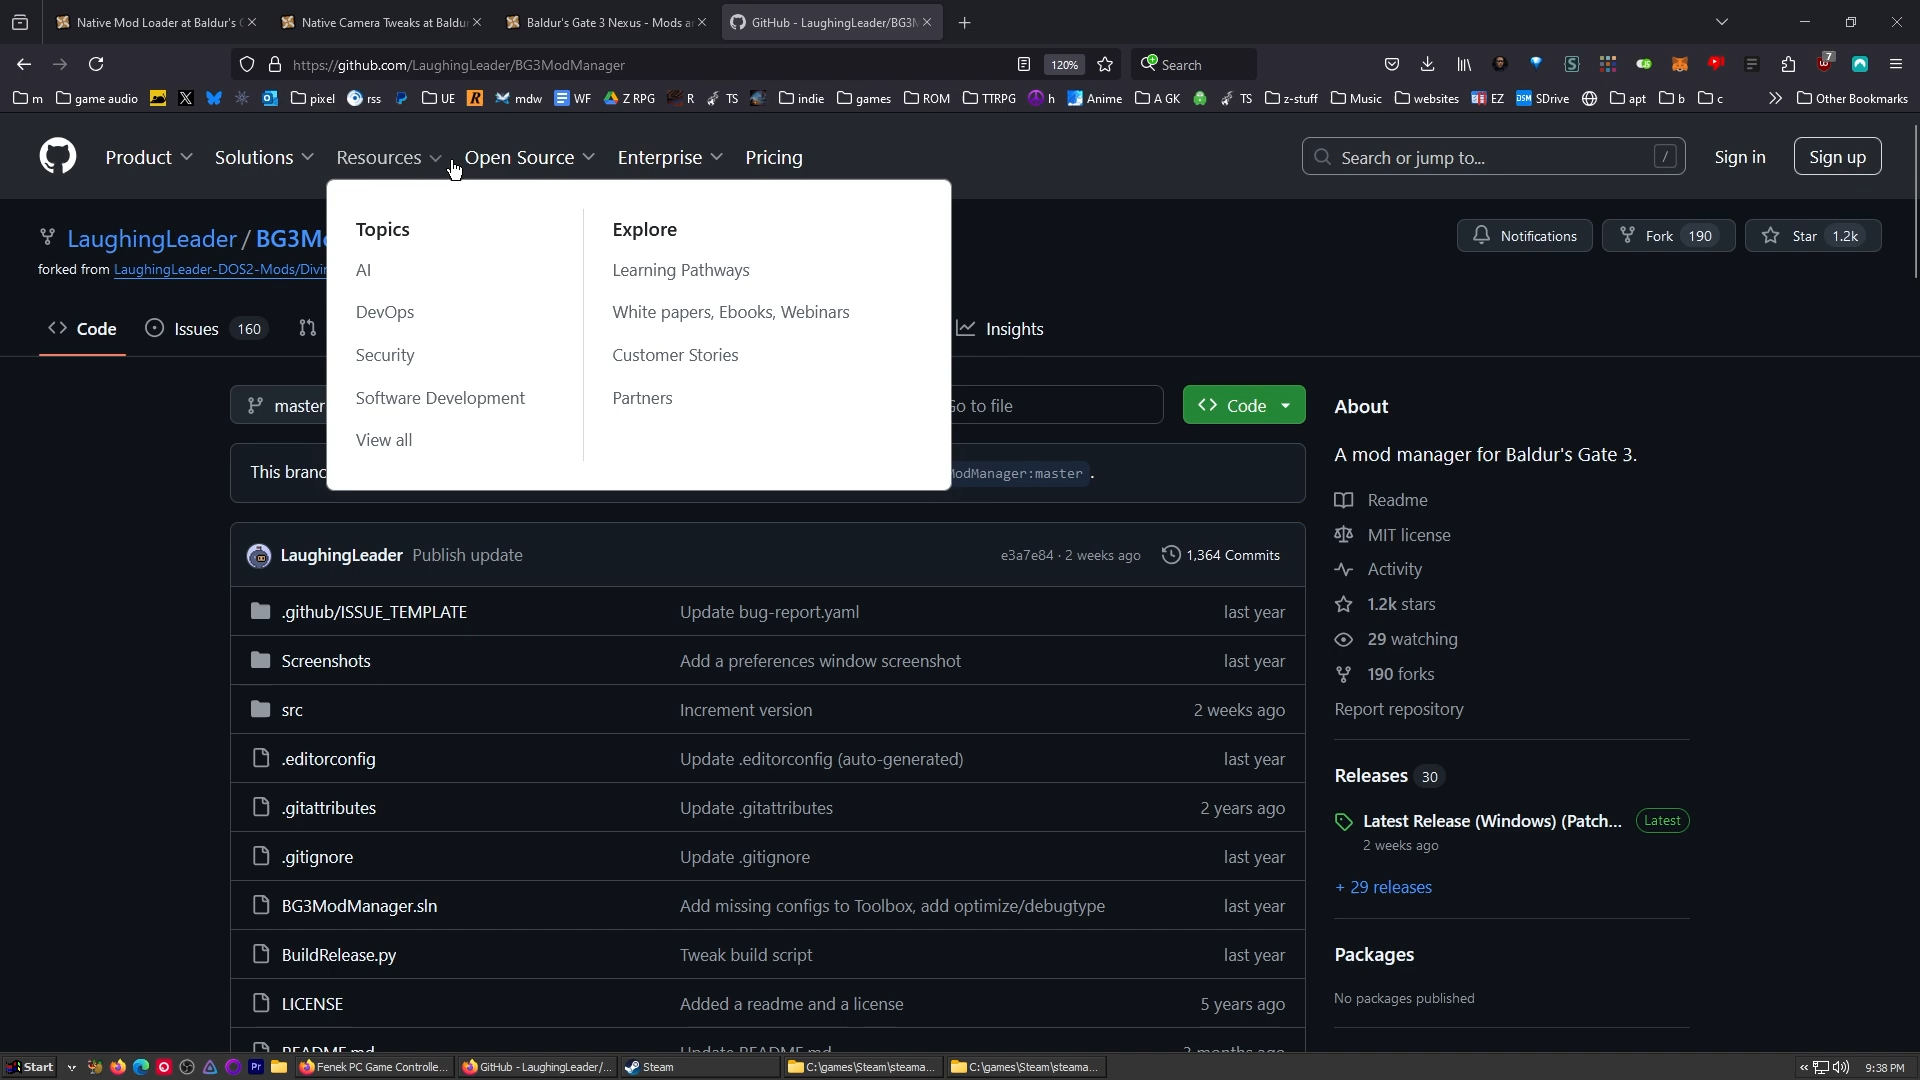 Native Mod Loader at Baldur's G
Native Camera Tweaks at Baldur
Baldur's Gate 3 Nexus - Mods a
GitHub - LaughingLeader/BG3M
https://github.com/LaughingLeader/BG3ModManager
120%
Search
7
m
game audio
pixel
rss
UE
mdw
WF
Z RPG
R
TS
indie
games
ROM
TTRPG
h
Anime
A GK
TS
z-stuff
Music
websites
EZ
SDrive
apt
b
c
Other Bookmarks
Product
Solutions
Resources
Open Source
Enterprise
Pricing
Search or jump to...
/
Sign in
Sign up
Topics
AI
DevOps
Security
Software Development
View all
Explore
Learning Pathways
White papers, Ebooks, Webinars
Customer Stories
Partners
LaughingLeader / BG3M
forked from LaughingLeader-DOS2-Mods/Divi
Notifications
Fork 190
Star 1.2k
Code
Issues 160
Insights
master
Go to file
Code
This branc
ModManager:master .
LaughingLeader Publish update e3a7e84 · 2 weeks ago 1,364 Commits
.github/ISSUE_TEMPLATE Update bug-report.yaml last year
Screenshots Add a preferences window screenshot last year
src Increment version 2 weeks ago
.editorconfig Update .editorconfig (auto-generated) last year
.gitattributes Update .gitattributes 2 years ago
.gitignore Update .gitignore last year
BG3ModManager.sln Add missing configs to Toolbox, add optimize/debugtype last year
BuildRelease.py Tweak build script last year
LICENSE Added a readme and a license 5 years ago
README.md Update README.md 2 months ago
About
A mod manager for Baldur's Gate 3.
Readme
MIT license
Activity
1.2k stars
29 watching
190 forks
Report repository
Releases 30
Latest Release (Windows) (Patch... Latest
2 weeks ago
+ 29 releases
Packages
No packages published
Start
Pr
Fenek PC Game Controlle...
GitHub - LaughingLeader/...
Steam
C:\games\Steam\steama...
C:\games\Steam\steama...
9:38 PM